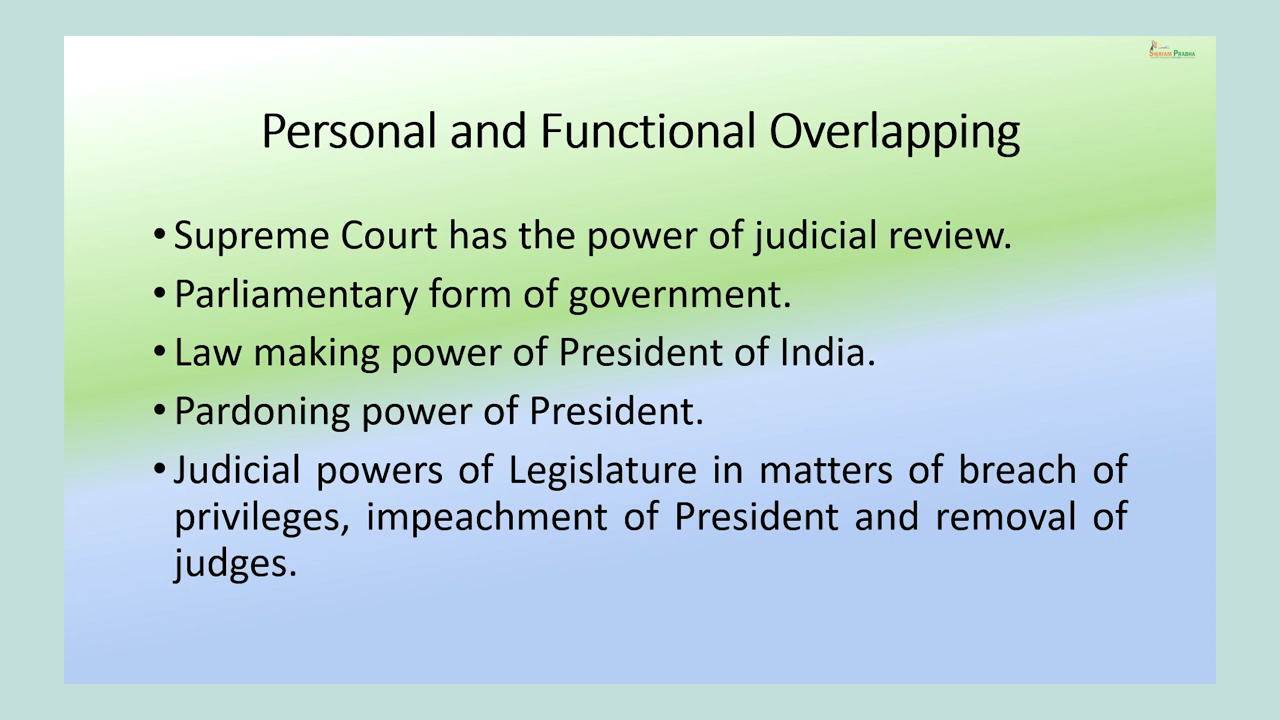 Swayam Prabha
Personal and Functional Overlapping
• Supreme Court has the power of judicial review.
• Parliamentary form of government.
• Law making power of President of India.
• Pardoning power of President.
• Judicial powers of Legislature in matters of breach of
privileges, impeachment of President and removal of
judges.